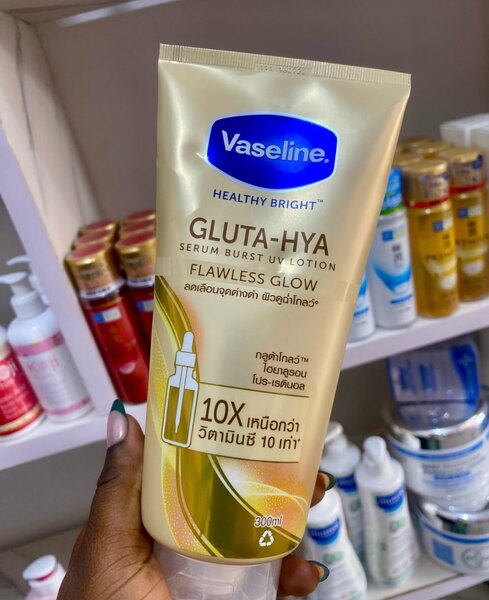 Vaseline.
HEALTHY BRIGHT™
GLUTA-HYA
SERUM BURST UV LOTION
FLAWLESS GLOW
ลดเลือนจุดด่างดำ ผิวดูฉ่ำโกลว์
กลูต้าโกลว์™
ไฮยาลูรอน
โปร-เรตินอล
10X เหนือกว่า
วิตามินซี 10 เท่า*
300ml